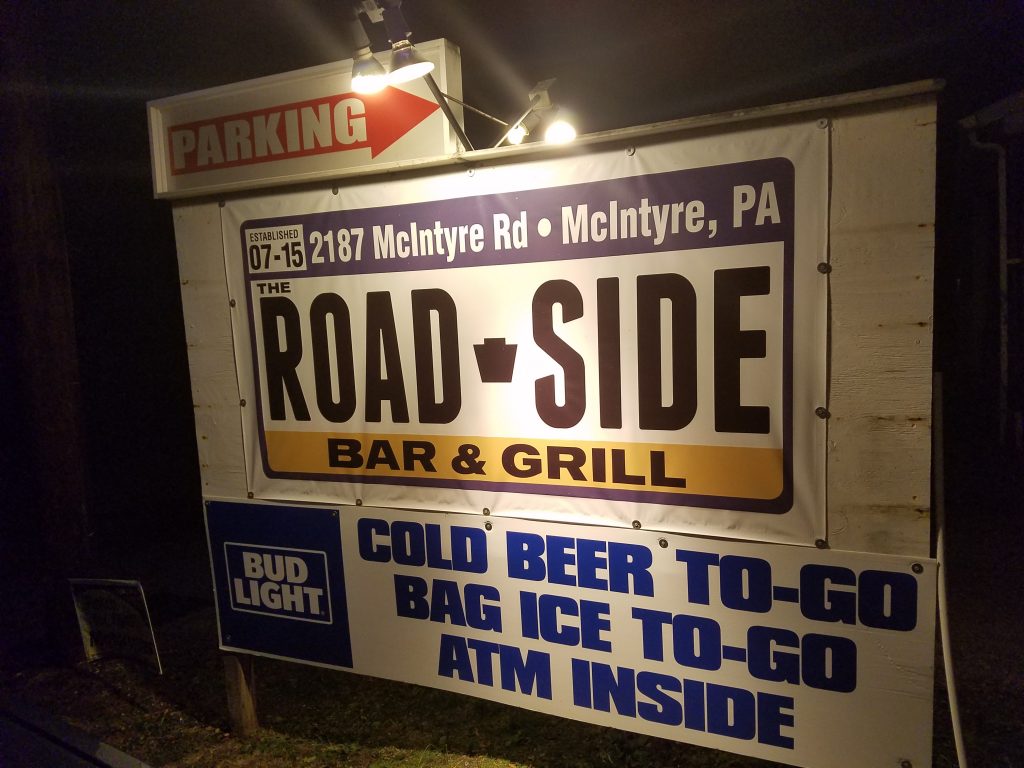 PARKING
ESTABLISHED
07-15
2187 McIntyre Rd • McIntyre, PA
THE
ROAD SIDE
BAR & GRILL
BUD
LIGHT
COLD BEER TO-GO
BAG ICE TO-GO
ATM INSIDE